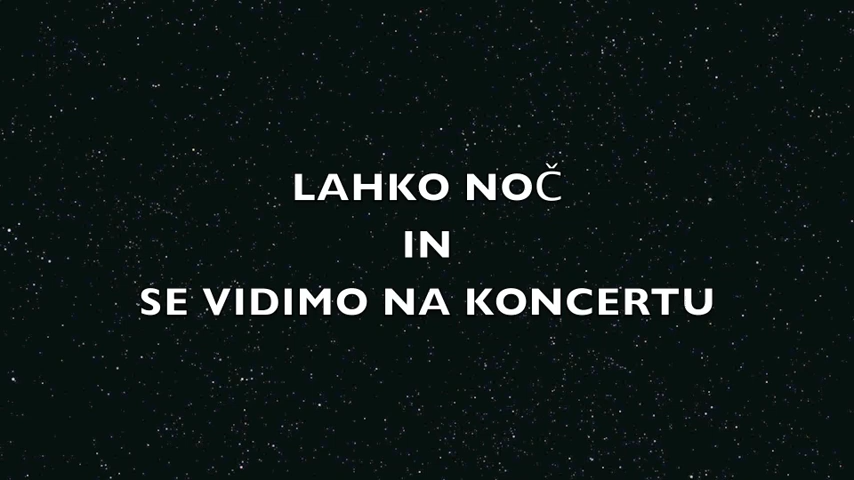 LAHKO NOČ
IN
SE VIDIMO NA KONCERTU